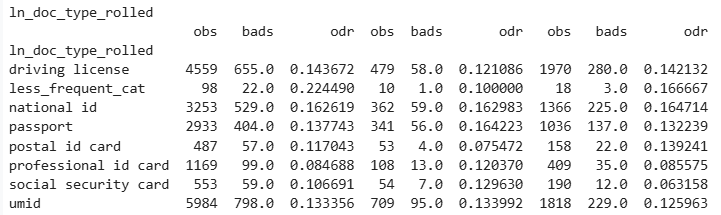 ln_doc_type_rolled
obs bads odr obs bads odr obs bads odr
ln_doc_type_rolled
driving license 4559 655.0 0.143672 479 58.0 0.121086 1970 280.0 0.142132
less_frequent_cat 98 22.0 0.224490 10 1.0 0.100000 18 3.0 0.166667
national id 3253 529.0 0.162619 362 59.0 0.162983 1366 225.0 0.164714
passport 2933 404.0 0.137743 341 56.0 0.164223 1036 137.0 0.132239
postal id card 487 57.0 0.117043 53 4.0 0.075472 158 22.0 0.139241
professional id card 1169 99.0 0.084688 108 13.0 0.120370 409 35.0 0.085575
social security card 553 59.0 0.106691 54 7.0 0.129630 190 12.0 0.063158
umid 5984 798.0 0.133356 709 95.0 0.133992 1818 229.0 0.125963